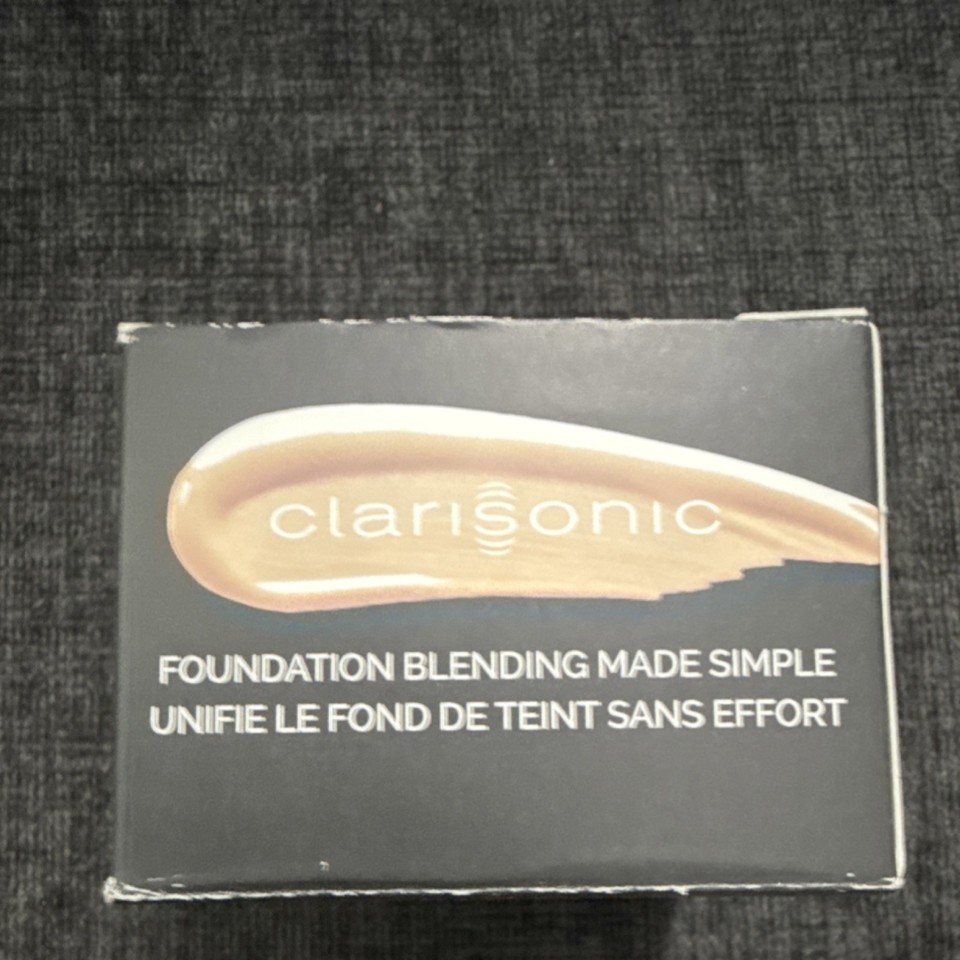 clarisonic
FOUNDATION BLENDING MADE SIMPLE
UNIFIE LE FOND DE TEINT SANS EFFORT